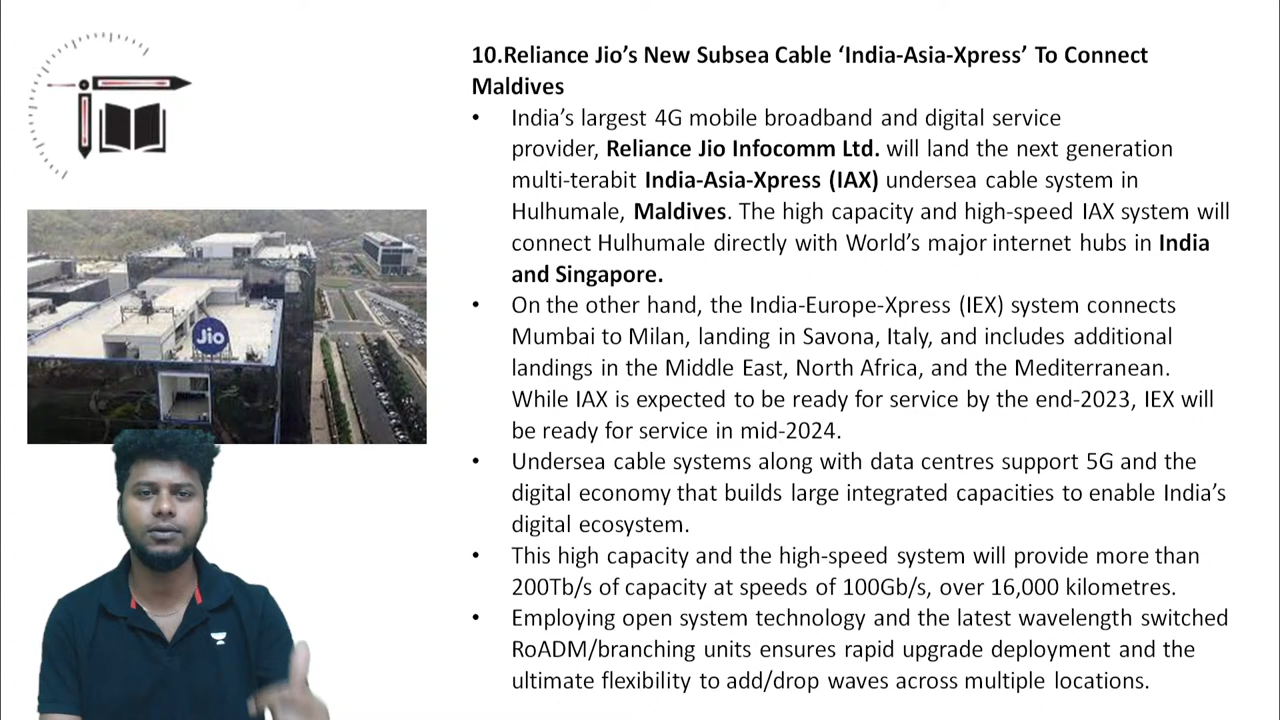 10.Reliance Jio’s New Subsea Cable ‘India-Asia-Xpress’ To Connect
Maldives
• India’s largest 4G mobile broadband and digital service
provider, Reliance Jio Infocomm Ltd. will land the next generation
multi-terabit India-Asia-Xpress (IAX) undersea cable system in
Hulhumale, Maldives. The high capacity and high-speed IAX system will
connect Hulhumale directly with World’s major internet hubs in India
and Singapore.
• On the other hand, the India-Europe-Xpress (IEX) system connects
Mumbai to Milan, landing in Savona, Italy, and includes additional
landings in the Middle East, North Africa, and the Mediterranean.
While IAX is expected to be ready for service by the end-2023, IEX will
be ready for service in mid-2024.
• Undersea cable systems along with data centres support 5G and the
digital economy that builds large integrated capacities to enable India’s
digital ecosystem.
• This high capacity and the high-speed system will provide more than
200Tb/s of capacity at speeds of 100Gb/s, over 16,000 kilometres.
• Employing open system technology and the latest wavelength switched
RoADM/branching units ensures rapid upgrade deployment and the
ultimate flexibility to add/drop waves across multiple locations.
Jio